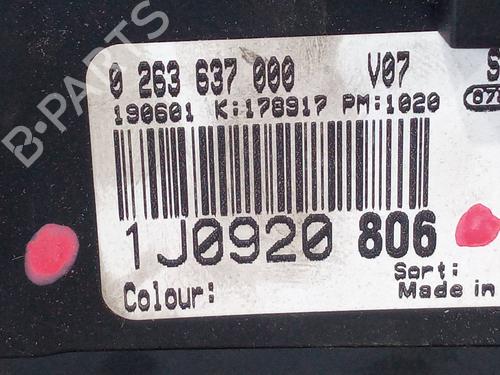 B-PARTS
0 263 637 000 V07
190601 K:178917 PM:1020
1J0920 806
Sort:
Colour: Made in